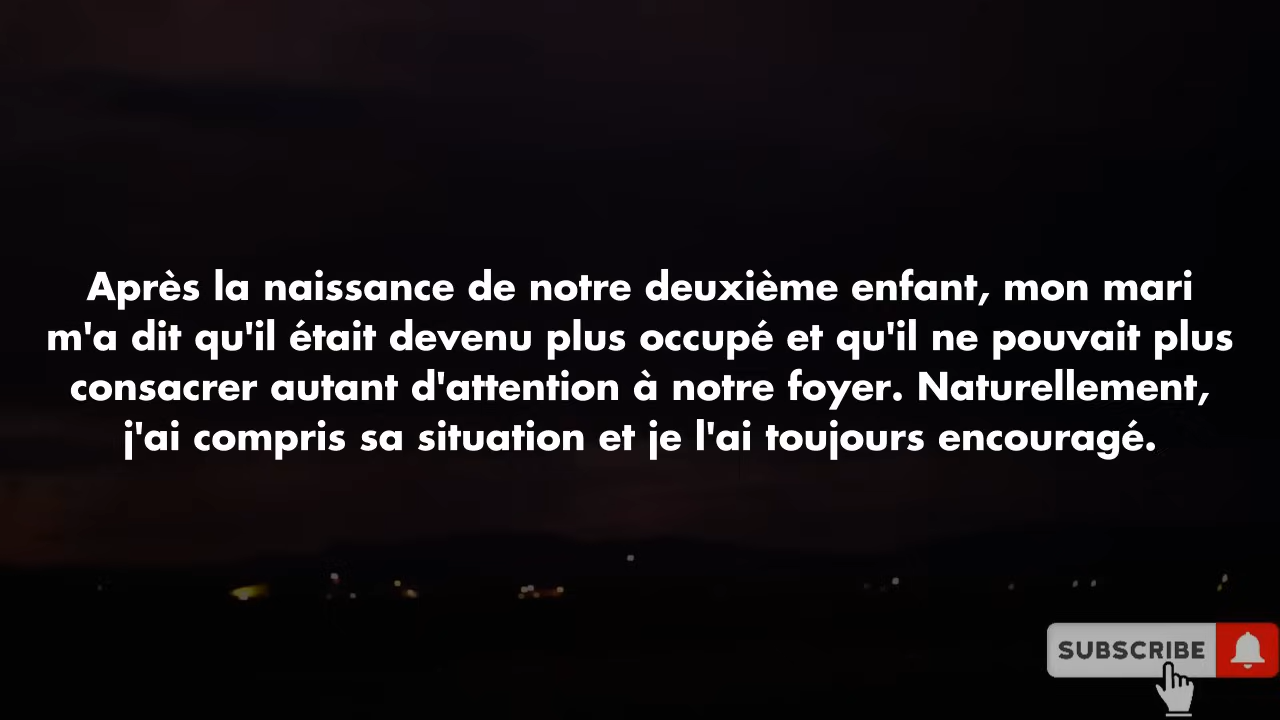 Après la naissance de notre deuxième enfant, mon mari
m'a dit qu'il était devenu plus occupé et qu'il ne pouvait plus
consacrer autant d'attention à notre foyer. Naturellement,
j'ai compris sa situation et je l'ai toujours encouragé.
SUBSCRIBE